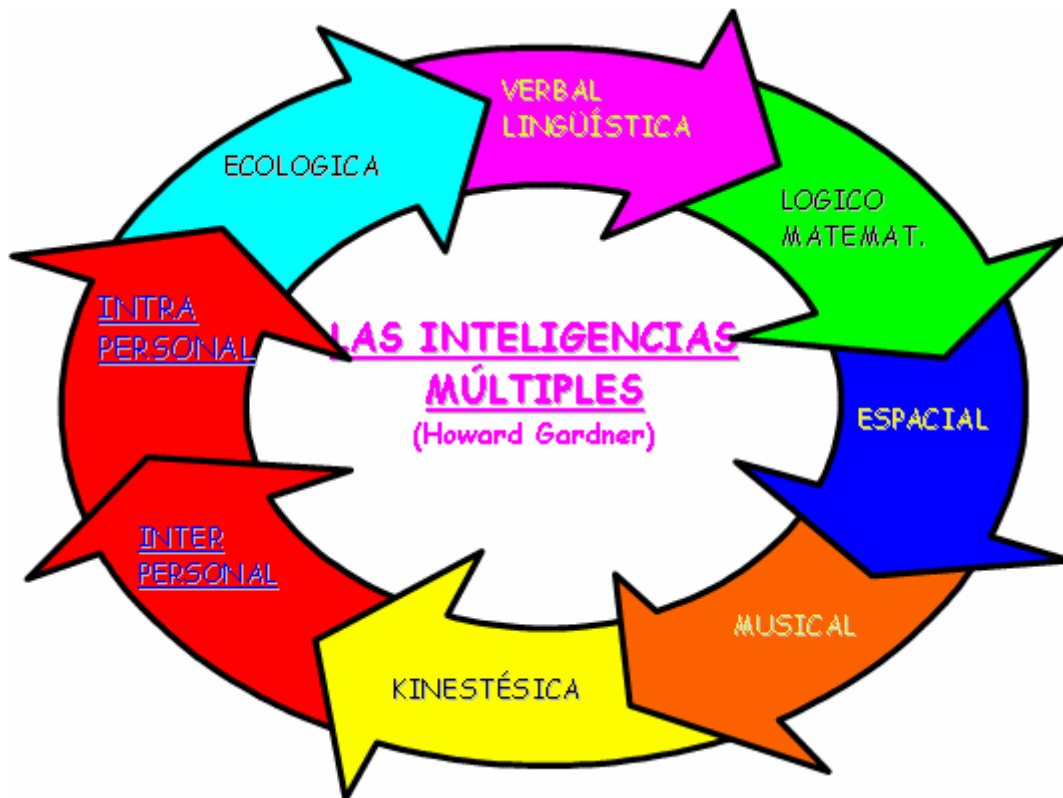 VERBAL
LINGÜÍSTICA
LOGICO
MATEMAT.
ESPACIAL
MUSICAL
KINESTÉSICA
INTER
PERSONAL
INTRA
PERSONAL
ECOLOGICA
LAS INTELIGENCIAS
MÚLTIPLES
(Howard Gardner)